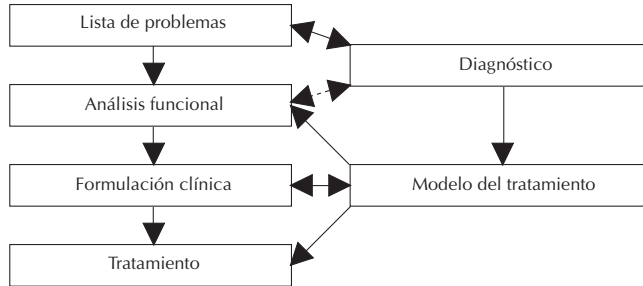 Lista de problemas
Diagnóstico
Análisis funcional
Formulación clínica
Modelo del tratamiento
Tratamiento